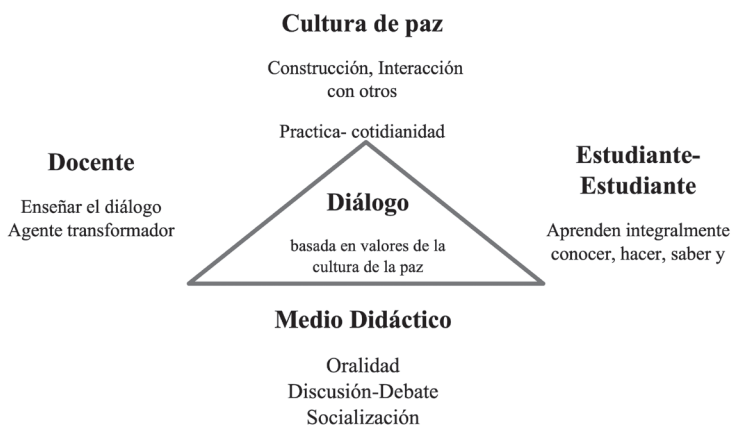 Cultura de paz
Construcción, Interacción
con otros
Practica- cotidianidad
Docente
Enseñar el diálogo
Agente transformador
Diálogo
basada en valores de la
cultura de la paz
Estudiante-
Estudiante
Aprenden integralmente
conocer, hacer, saber y
Medio Didáctico
Oralidad
Discusión-Debate
Socialización